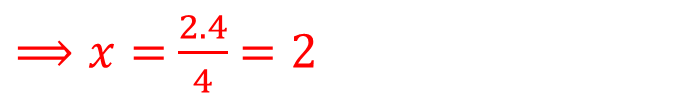 ⟹ x = 2.4/4 = 2